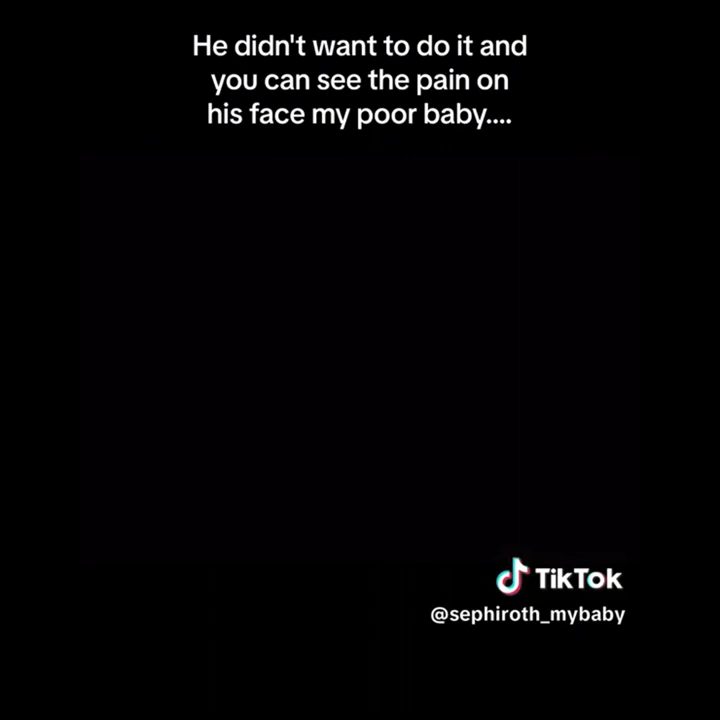 He didn't want to do it and
you can see the pain on
his face my poor baby....
TikTok
@sephiroth_mybaby